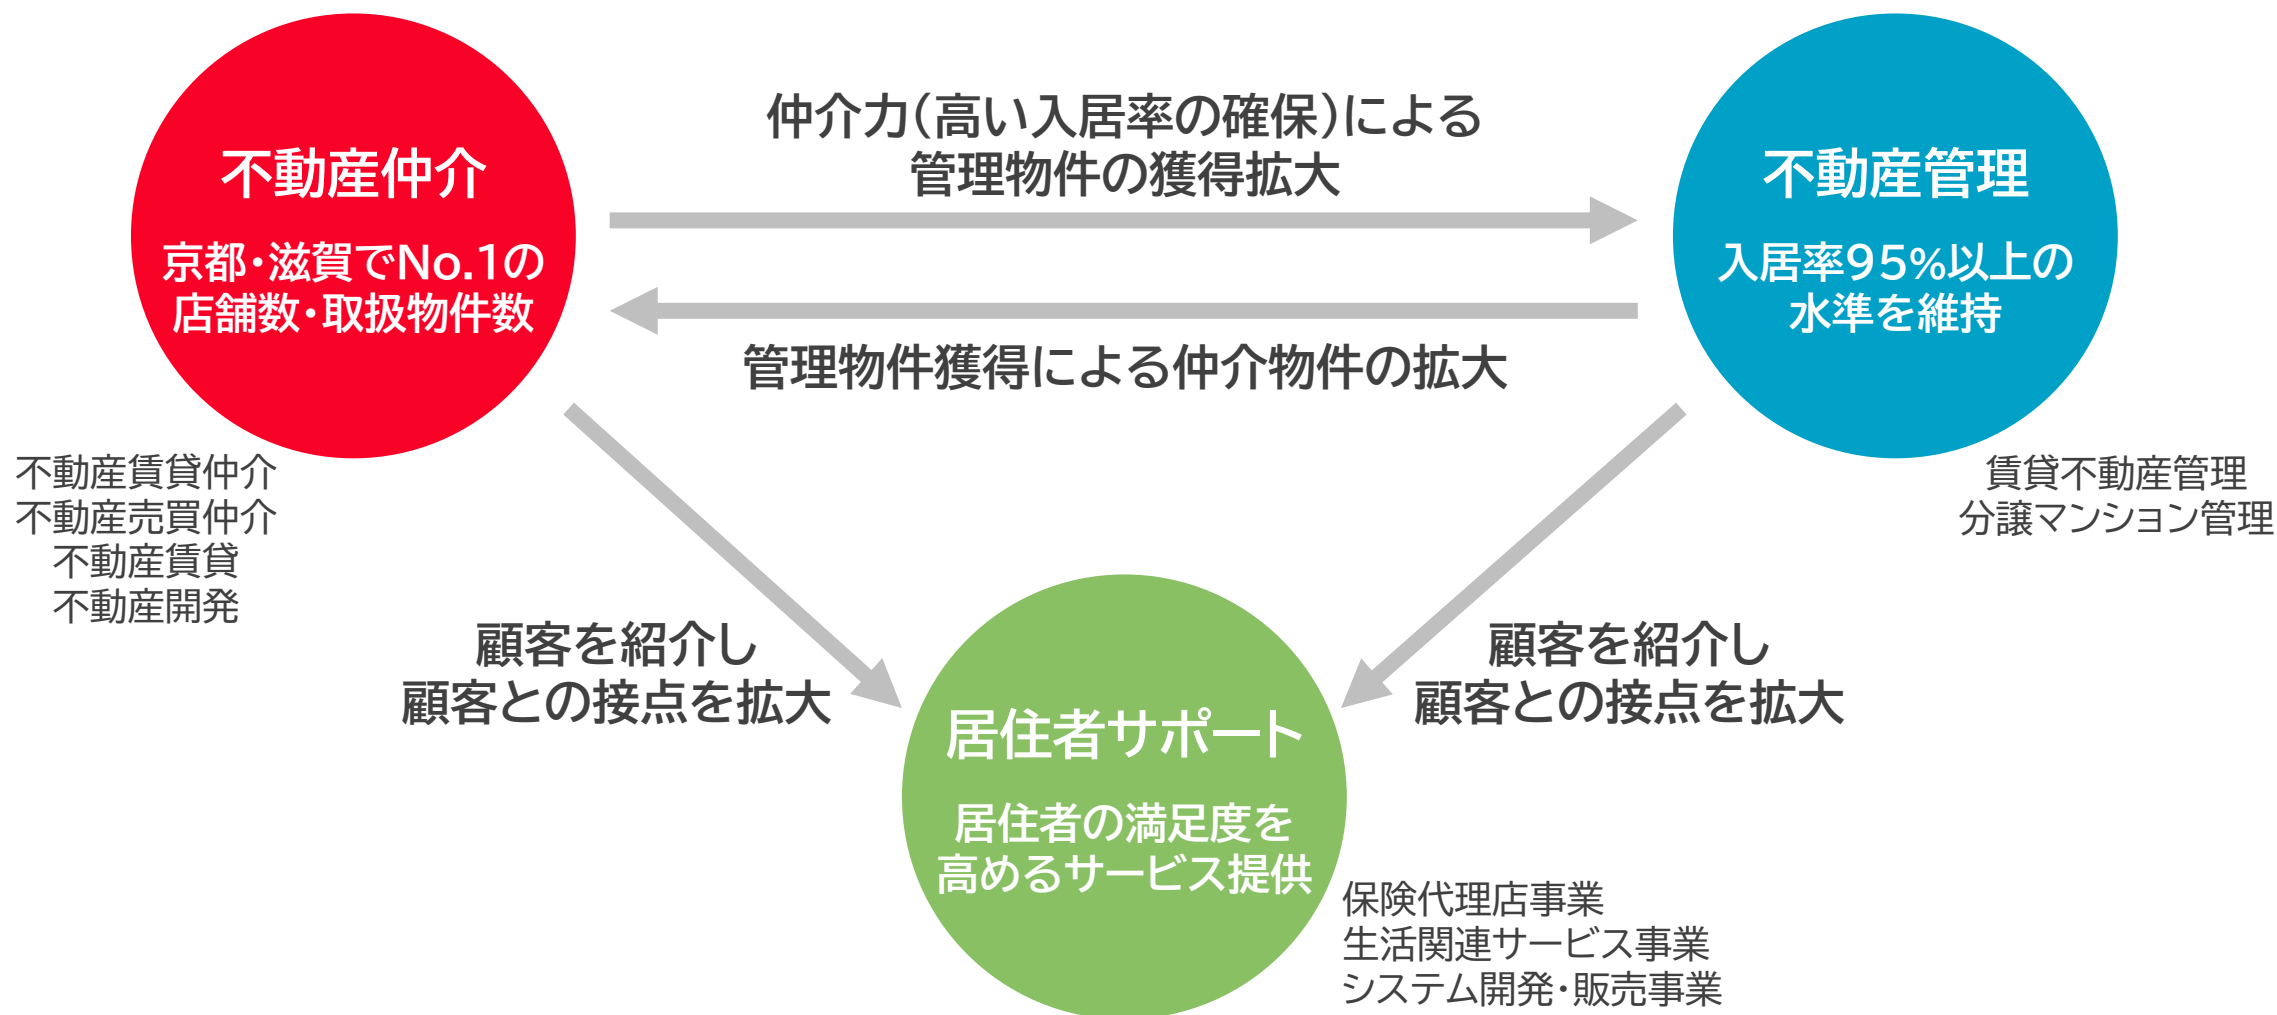 不動産仲介
京都・滋賀でNo.1の
店舗数・取扱物件数
仲介力（高い入居率の確保）による
管理物件の獲得拡大
管理物件獲得による仲介物件の拡大
不動産管理
入居率95%以上の
水準を維持
不動産賃貸仲介
不動産売買仲介
不動産賃貸
不動産開発
賃貸不動産管理
分譲マンション管理
顧客を紹介し
顧客との接点を拡大
顧客を紹介し
顧客との接点を拡大
居住者サポート
居住者の満足度を
高めるサービス提供
保険代理店事業
生活関連サービス事業
システム開発・販売事業